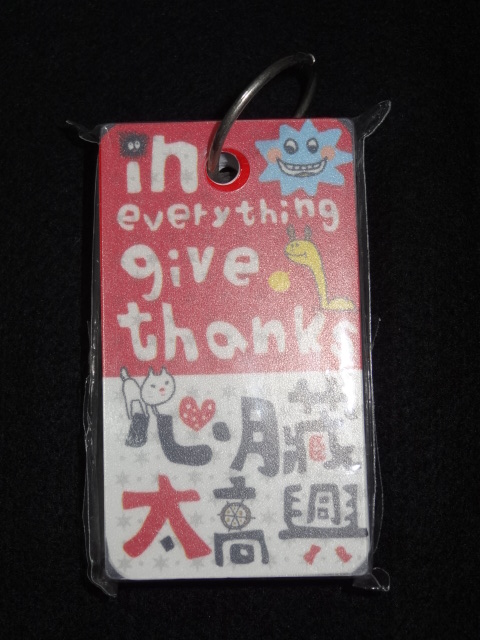 in
everything
give
thanks
心臟
太高興